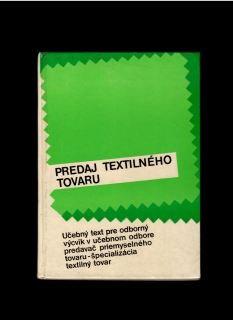 PREDAJ TEXTILNÉHO
TOVARU
Učebný text pre odborný
výcvik v učebnom odbore
predavač priemyselného
tovaru-špecializácia
textilný tovar